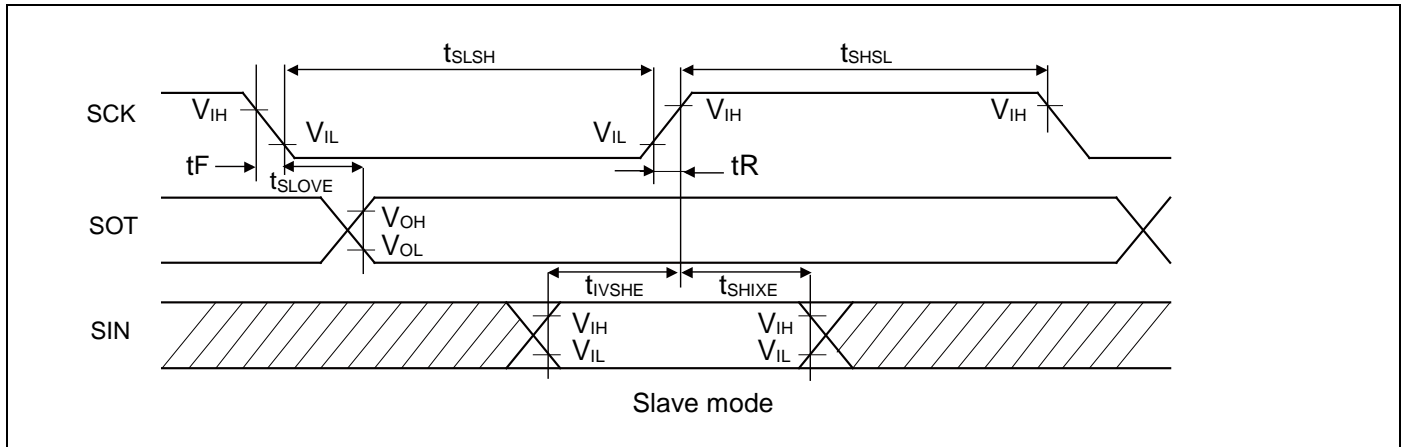 tSLSH tSHSL
SCK VIH VIL VIL VIH VIH
tF tSLOVE tR
SOT VOH
VOL
tIVSHE tSHIXE
SIN VIH VIH
VIL VIL
Slave mode